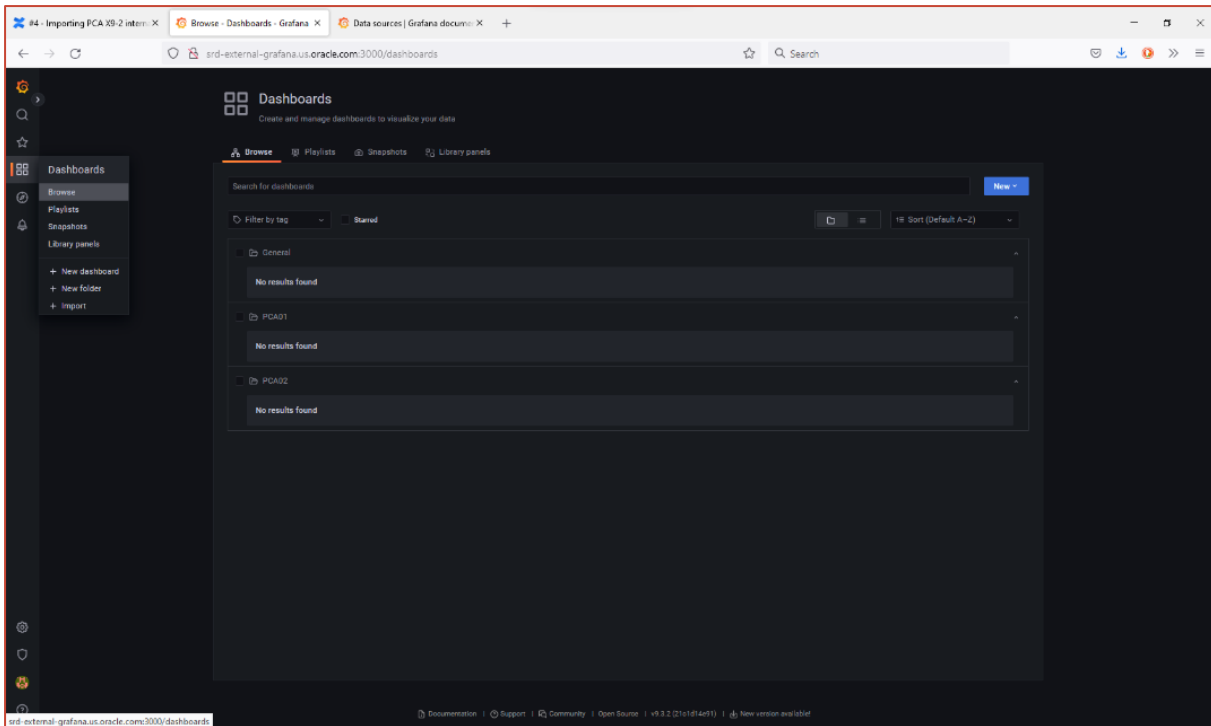 #4 - Importing PCA X9-2 intern
Browse - Dashboards - Grafana
Data sources | Grafana documen
srd-external-grafana.us.oracle.com:3000/dashboards
Search
Dashboards
Create and manage dashboards to visualize your data
Browse
Playlists
Snapshots
Library panels
Dashboards
Browse
Playlists
Snapshots
Library panels
+ New dashboard
+ New folder
+ Import
Search for dashboards
New
Filter by tag
Starred
Sort (Default A–Z)
General
No results found
PCA01
No results found
PCA02
No results found
Documentation | Support | Community | Open Source | v9.3.2 (21c1d14e91) | New version available!
srd-external-grafana.us.oracle.com:3000/dashboards